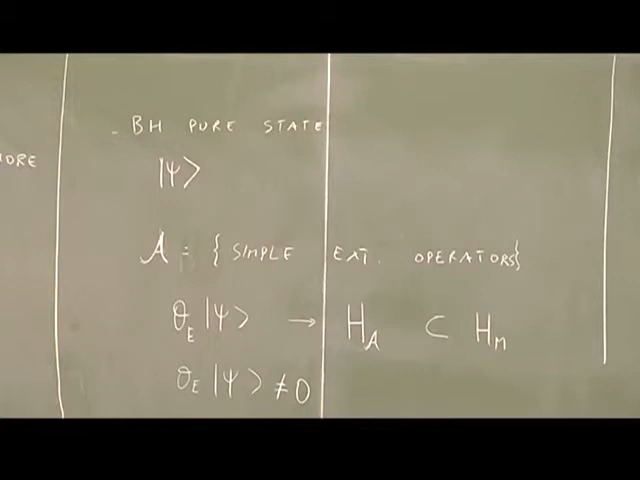 - BH PURE STATE
ORE
|Ψ⟩
A = { SIMPLE EXT. OPERATORS}
O_E |Ψ⟩ → H_A ⊂ H_M
O_E |Ψ⟩ ≠ 0